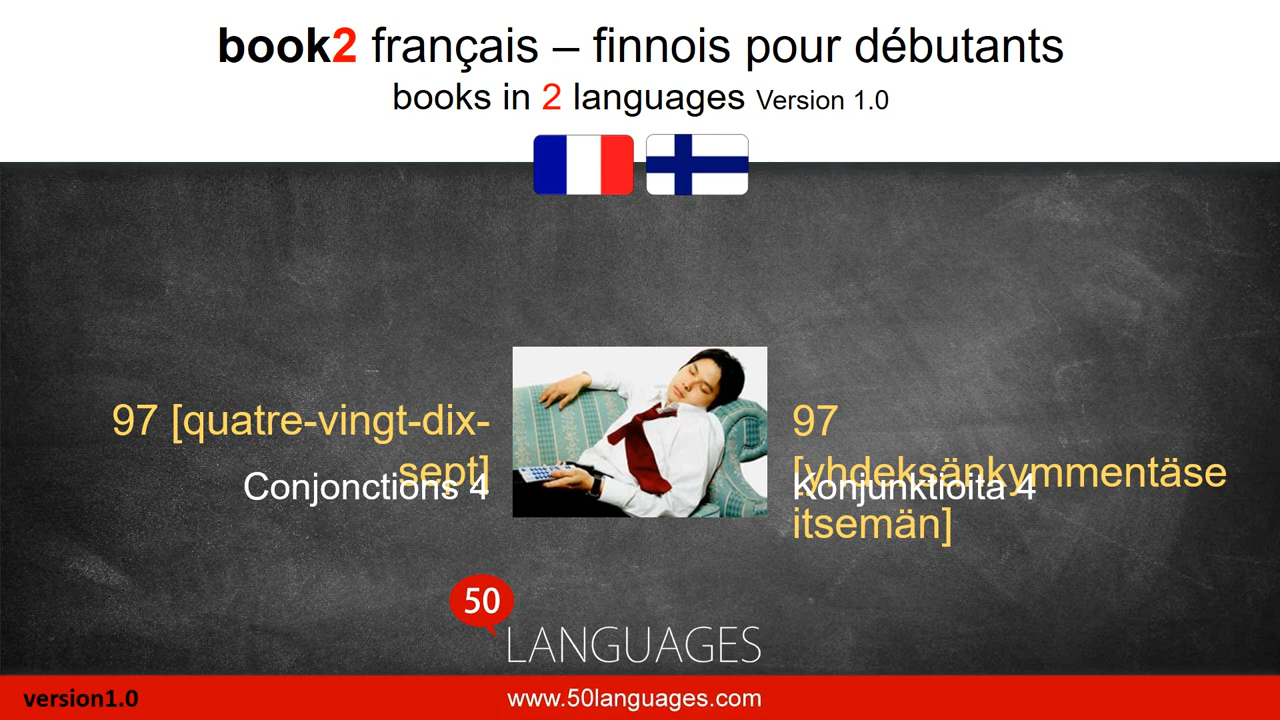 book2 français – finnois pour débutants
books in 2 languages Version 1.0
97 [quatre-vingt-dix-
sept]
Conjonctions 4
97
[yhdeksänkymmentäse
itsemän]
Konjunktioita 4
50
LANGUAGES
version1.0
www.50languages.com